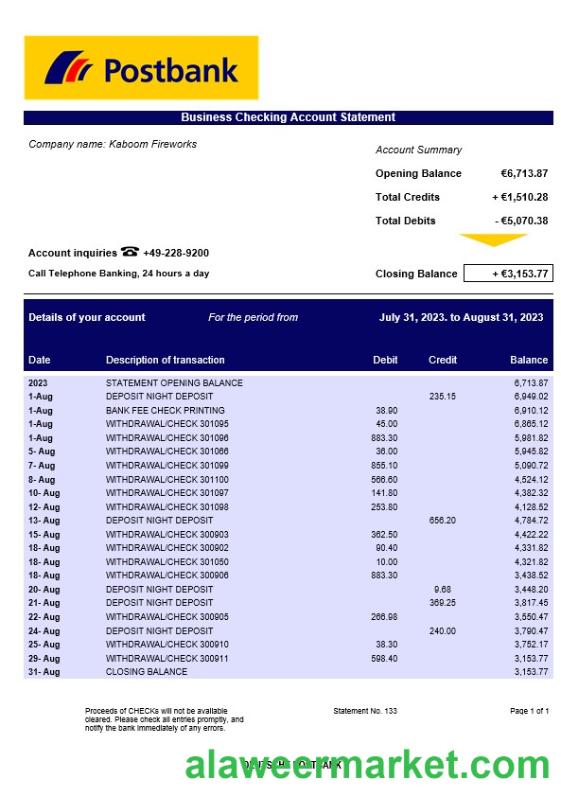 Postbank
Business Checking Account Statement
Company name: Kaboom Fireworks
Account Summary
Opening Balance €6,713.87
Total Credits + €1,510.28
Total Debits - €5,070.38
Account inquiries ☎ +49-228-9200
Call Telephone Banking, 24 hours a day
Closing Balance + €3,153.77
Details of your account For the period from July 31, 2023. to August 31, 2023
Date Description of transaction Debit Credit Balance
2023 STATEMENT OPENING BALANCE 6,713.87
1-Aug DEPOSIT NIGHT DEPOSIT 235.15 6,949.02
1-Aug BANK FEE CHECK PRINTING 38.90 6,910.12
1-Aug WITHDRAWAL/CHECK 301095 45.00 6,865.12
1-Aug WITHDRAWAL/CHECK 301096 883.30 5,981.82
5- Aug WITHDRAWAL/CHECK 301066 36.00 5,945.82
7- Aug WITHDRAWAL/CHECK 301099 855.10 5,090.72
8- Aug WITHDRAWAL/CHECK 301100 566.60 4,524.12
10- Aug WITHDRAWAL/CHECK 301097 141.80 4,382.32
12- Aug WITHDRAWAL/CHECK 301098 253.80 4,128.52
13- Aug DEPOSIT NIGHT DEPOSIT 656.20 4,784.72
15- Aug WITHDRAWAL/CHECK 300903 362.50 4,422.22
18- Aug WITHDRAWAL/CHECK 300902 90.40 4,331.82
18- Aug WITHDRAWAL/CHECK 301050 10.00 4,321.82
18- Aug WITHDRAWAL/CHECK 300906 883.30 3,438.52
20- Aug DEPOSIT NIGHT DEPOSIT 9.68 3,448.20
21- Aug DEPOSIT NIGHT DEPOSIT 369.25 3,817.45
22- Aug WITHDRAWAL/CHECK 300905 266.98 3,550.47
24- Aug DEPOSIT NIGHT DEPOSIT 240.00 3,790.47
25- Aug WITHDRAWAL/CHECK 300910 38.30 3,752.17
29- Aug WITHDRAWAL/CHECK 300911 598.40 3,153.77
31- Aug CLOSING BALANCE 3,153.77
Proceeds of CHECKs will not be available
cleared. Please check all entries promptly, and
notify the bank immediately of any errors.
Statement No. 133
Page 1 of 1
alaweermarket.com